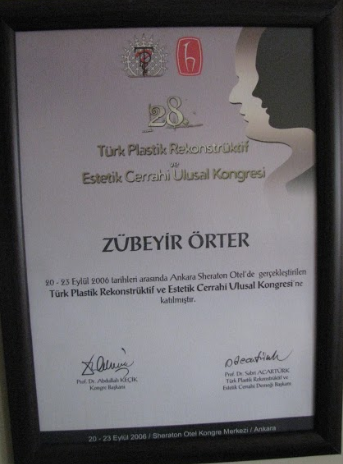 28.
Türk Plastik Rekonstrüktif
ve
Estetik Cerrahi Ulusal Kongresi
ZÜBEYİR ÖRTER
20 - 23 Eylül 2006 tarihleri arasında Ankara Sheraton Otel'de gerçekleştirilen
Türk Plastik Rekonstrüktif ve Estetik Cerrahi Ulusal Kongresi'ne
katılmıştır.
Prof. Dr. Abdullah KEÇİK
Kongre Başkanı
Prof. Dr. Sabri ACARTÜRK
Türk Plastik Rekonstrüktif ve
Estetik Cerrahi Derneği Başkanı
20 - 23 Eylül 2006 / Sheraton Otel Kongre Merkezi / Ankara